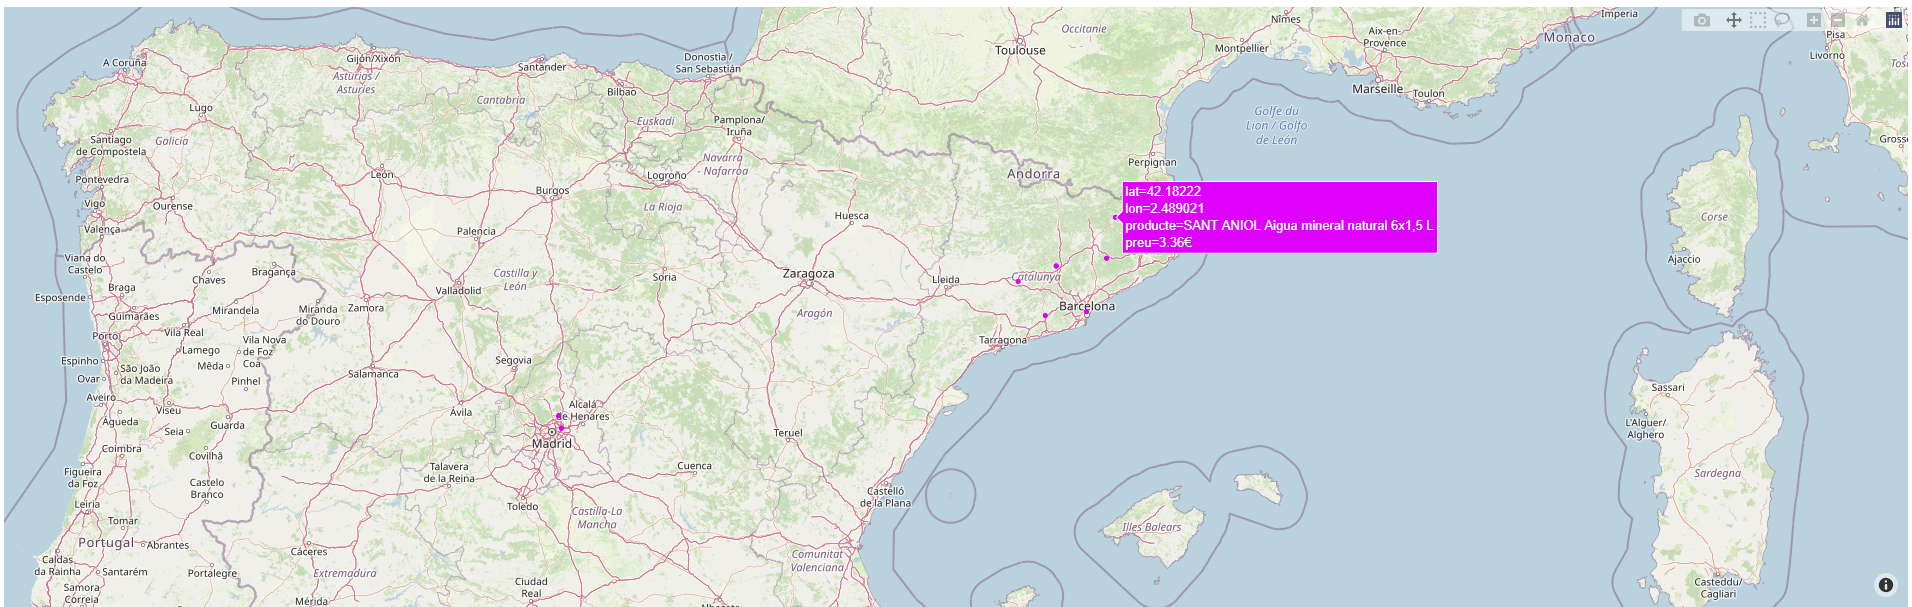 Nîmes
Imperia
Occitanie
Toulouse
Montpellier
Aix-en-
Provence
Monaco
Pisa
Livorno
A Coruña
Gijón/Xixón
Santander
Donostia /
San Sebastián
Bilbao
Asturias /
Asturies
Cantabria
Marseille
Toulon
Lugo
Euskadi
Pamplona/
Iruña
Golfe du
Lion / Golfo
de León
Santiago
de Compostela
Galicia
Grosse
Navarra
- Nafarroa
Perpignan
León
Logroño
Andorra
Pontevedra
Burgos
lat=42.18222
lon=2.489021
producte=SANT ANIOL Aigua mineral natural 6x1,5 L
preu=3.36€
Vigo
Ourense
La Rioja
Huesca
Corse
Valença
Palencia
Viana do
Castelo
Bragança
Chaves
Castilla y
León
Soria
Zaragoza
Lleida
Catalunya
Ajaccio
Braga
Valladolid
Esposende
Guimarães
Mirandela
Miranda
do Douro
Zamora
Aragón
Barcelona
Porto
Vila Real
Vila Nova
de Foz
Coa
Tarragona
Lamego
Espinho
Mêda
Segovia
São João
da Madeira
Ovar
Pinhel
Salamanca
Sassari
Aveiro
Viseu
Guarda
Ávila
Alcalá
de Henares
Águeda
Seia
L'Alguer/
Alghero
Madrid
Teruel
Coimbra
Covilhã
Figueira
da Foz
Talavera
de la Reina
Cuenca
Sardegna
Castelo
Branco
Leiria
Toledo
Castelló
de la Plana
Castilla-La
Mancha
Illes Balears
Tomar
Portugal
Abrantes
Cáceres
Comunitat
Valenciana
Caldas
da Rainha
Santarém
Portalegre
Extremadura
Ciudad
Real
Casteddu/
Cagliari
Samora
Correia
Mérida